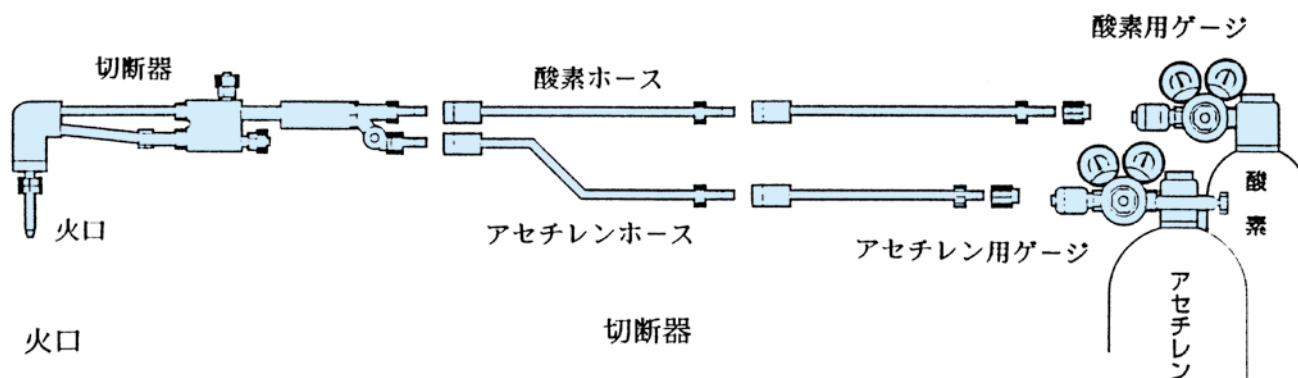 酸素用ゲージ
切断器
酸素ホース
酸素
火口
アセチレンホース
アセチレン用ゲージ
アセチレン
火口
切断器